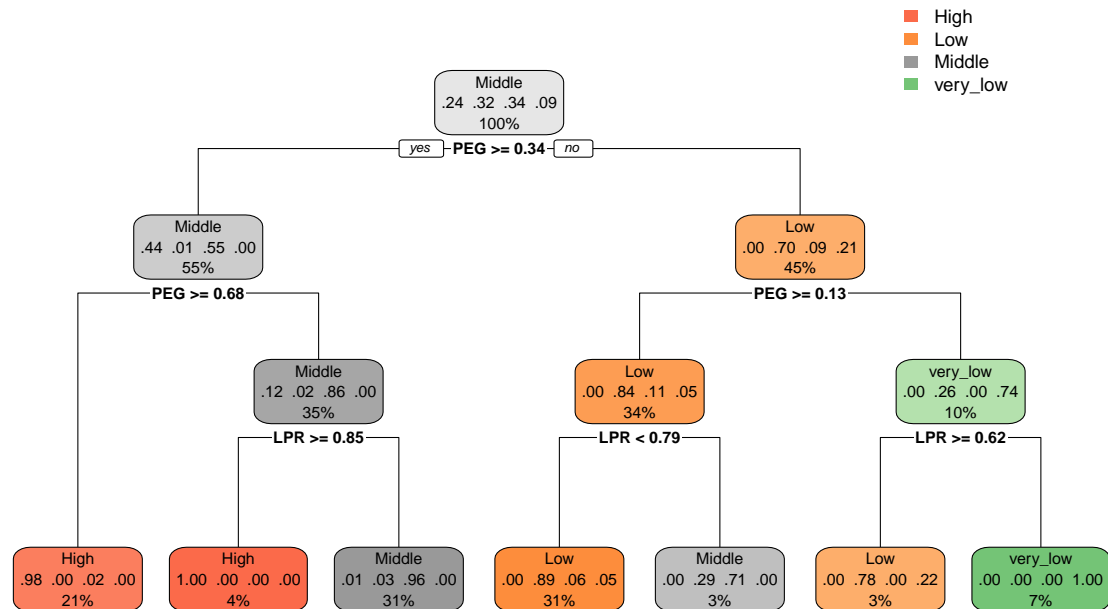 High
Low
Middle
very_low
Middle
.24 .32 .34 .09
100%
yes PEG >= 0.34 no
Middle
.44 .01 .55 .00
55%
Low
.00 .70 .09 .21
45%
PEG >= 0.68
PEG >= 0.13
Middle
.12 .02 .86 .00
35%
Low
.00 .84 .11 .05
34%
very_low
.00 .26 .00 .74
10%
LPR >= 0.85
LPR < 0.79
LPR >= 0.62
High
.98 .00 .02 .00
21%
High
1.00 .00 .00 .00
4%
Middle
.01 .03 .96 .00
31%
Low
.00 .89 .06 .05
31%
Middle
.00 .29 .71 .00
3%
Low
.00 .78 .00 .22
3%
very_low
.00 .00 .00 1.00
7%